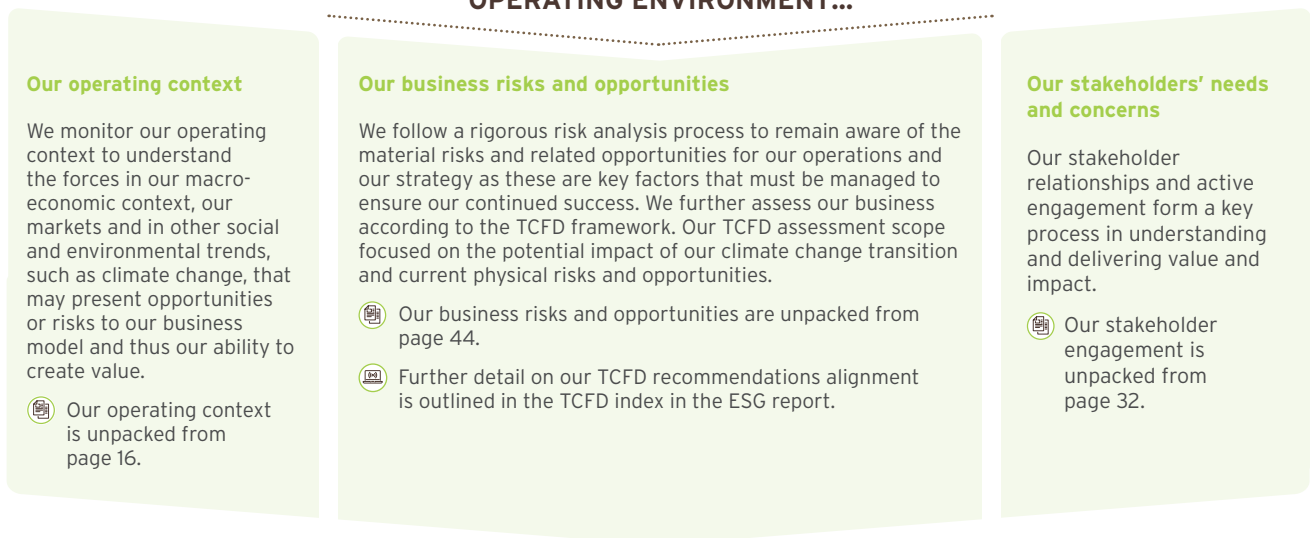 OPERATING ENVIRONMENT...
Our operating context
We monitor our operating
context to understand
the forces in our macro-
economic context, our
markets and in other social
and environmental trends,
such as climate change, that
may present opportunities
or risks to our business
model and thus our ability to
create value.
Our operating context
is unpacked from
page 16.
Our business risks and opportunities
We follow a rigorous risk analysis process to remain aware of the
material risks and related opportunities for our operations and
our strategy as these are key factors that must be managed to
ensure our continued success. We further assess our business
according to the TCFD framework. Our TCFD assessment scope
focused on the potential impact of our climate change transition
and current physical risks and opportunities.
Our business risks and opportunities are unpacked from
page 44.
Further detail on our TCFD recommendations alignment
is outlined in the TCFD index in the ESG report.
Our stakeholders' needs
and concerns
Our stakeholder
relationships and active
engagement form a key
process in understanding
and delivering value and
impact.
Our stakeholder
engagement is
unpacked from
page 32.